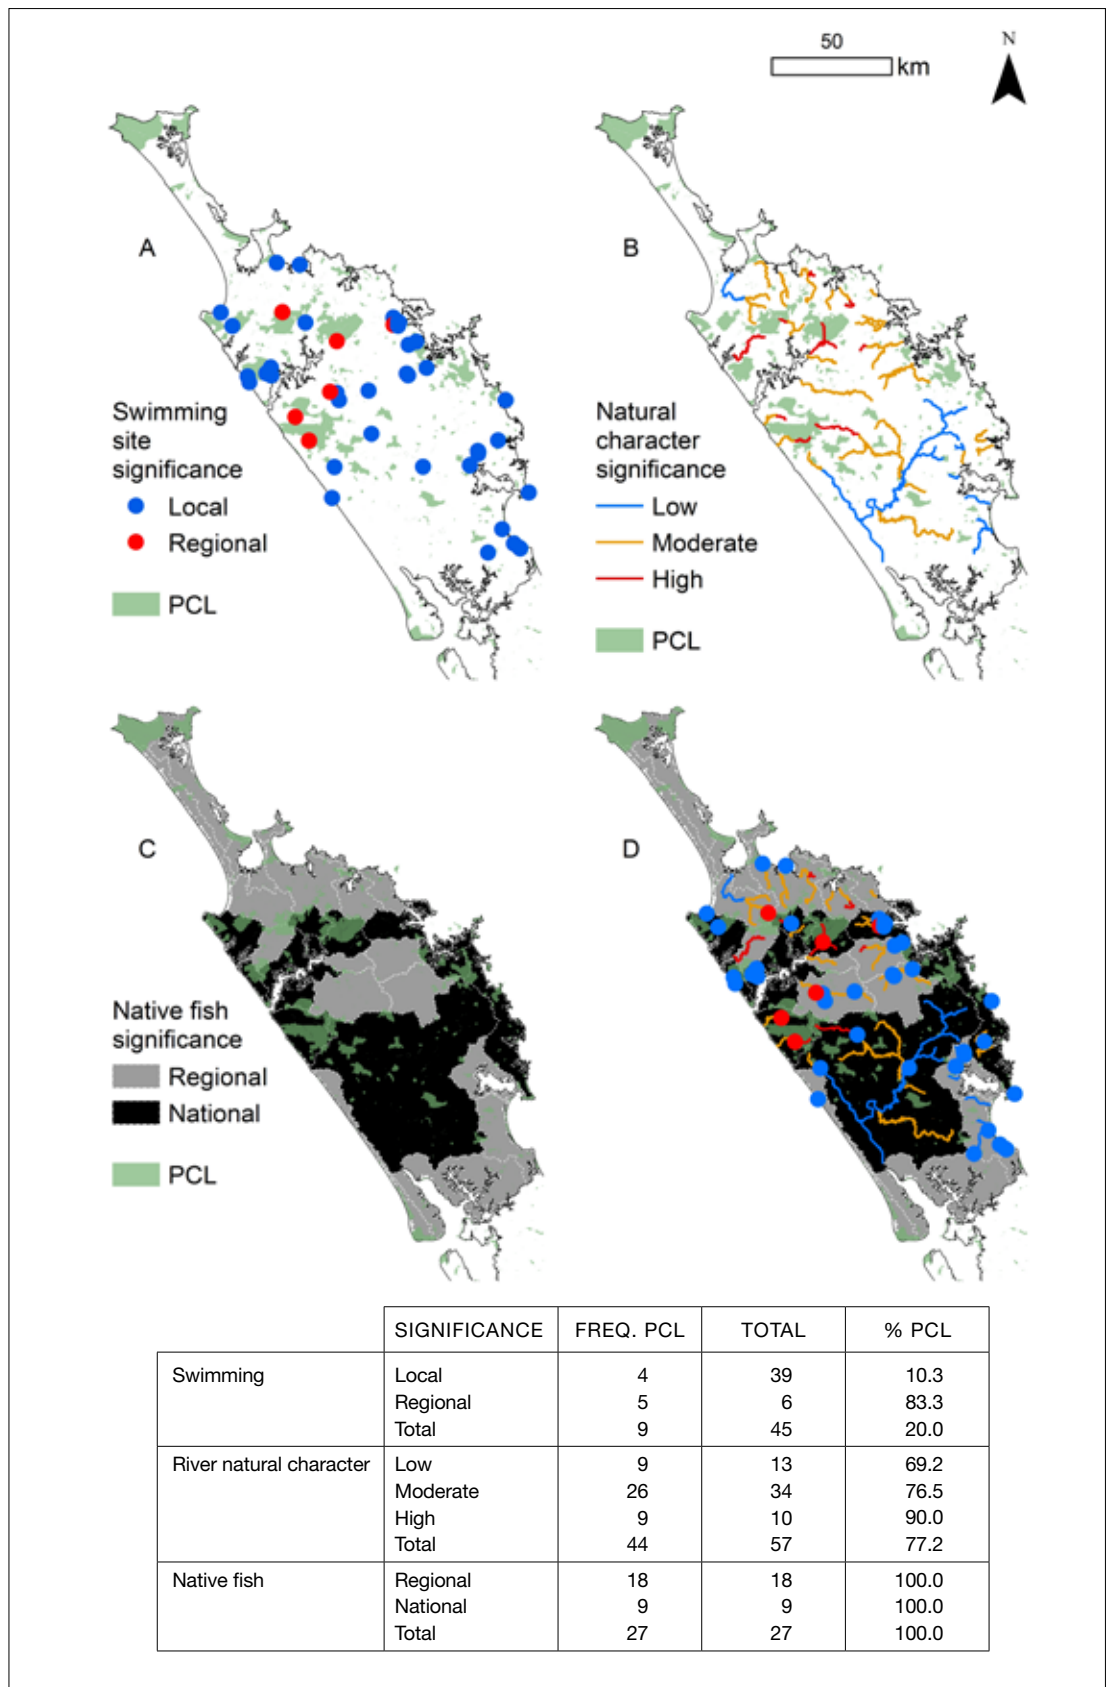 50
km
N
A
Swimming
site
significance
Local
Regional
PCL
B
Natural
character
significance
Low
Moderate
High
PCL
C
Native fish
significance
Regional
National
PCL
D
SIGNIFICANCE FREQ. PCL TOTAL % PCL
Swimming Local 4 39 10.3
Regional 5 6 83.3
Total 9 45 20.0
River natural character Low 9 13 69.2
Moderate 26 34 76.5
High 9 10 90.0
Total 44 57 77.2
Native fish Regional 18 18 100.0
National 9 9 100.0
Total 27 27 100.0